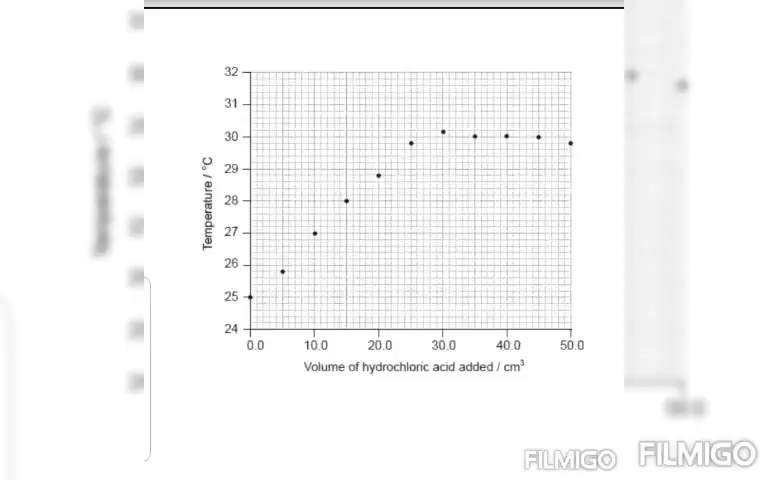 32
31
30
29
28
27
26
25
24
Temperature / °C
0.0 10.0 20.0 30.0 40.0 50.0
Volume of hydrochloric acid added / cm³
FILMIGO FILMIGO